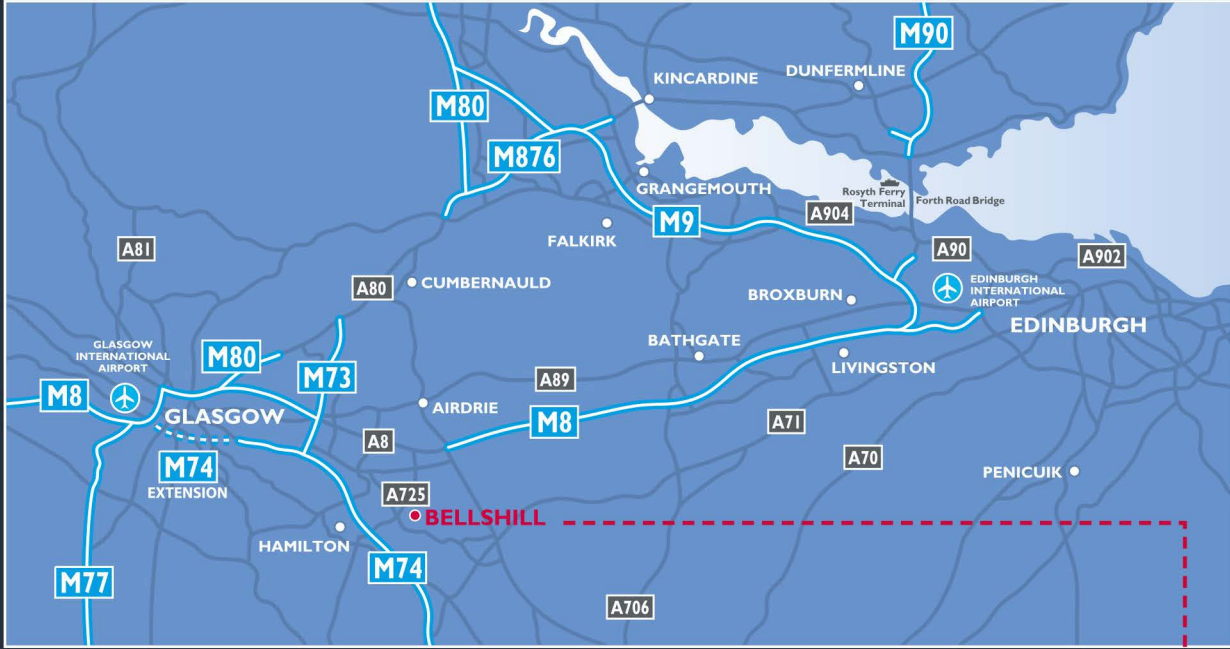 M90
DUNFERMLINE
KINCARDINE
M80
M876
GRANGEMOUTH
Rosyth Ferry
Terminal
Forth Road Bridge
A904
M9
FALKIRK
A81
A90
A902
CUMBERNAULD
A80
EDINBURGH
INTERNATIONAL
AIRPORT
BROXBURN
EDINBURGH
BATHGATE
LIVINGSTON
GLASGOW
INTERNATIONAL
AIRPORT
M80
M73
A89
M8
GLASGOW
AIRDRIE
M8
A71
A8
A70
M74
EXTENSION
PENICUIK
A725
BELLSHILL
HAMILTON
M74
M77
A706